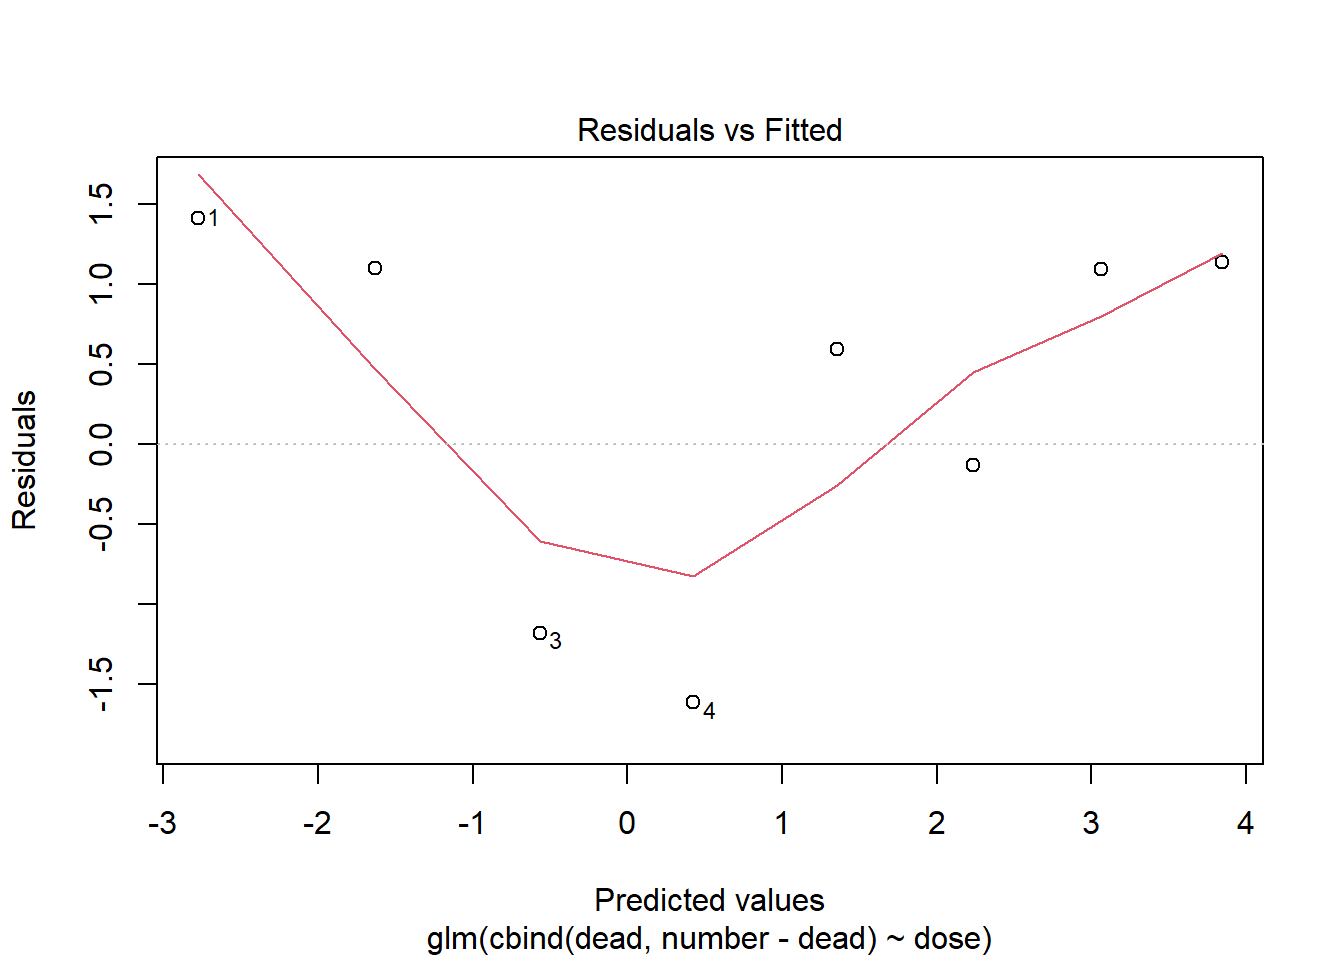 Residuals vs Fitted
Residuals
1.5
1.0
0.5
0.0
-0.5
-1.5
1
3
4
-3 -2 -1 0 1 2 3 4
Predicted values
glm(cbind(dead, number - dead) ~ dose)